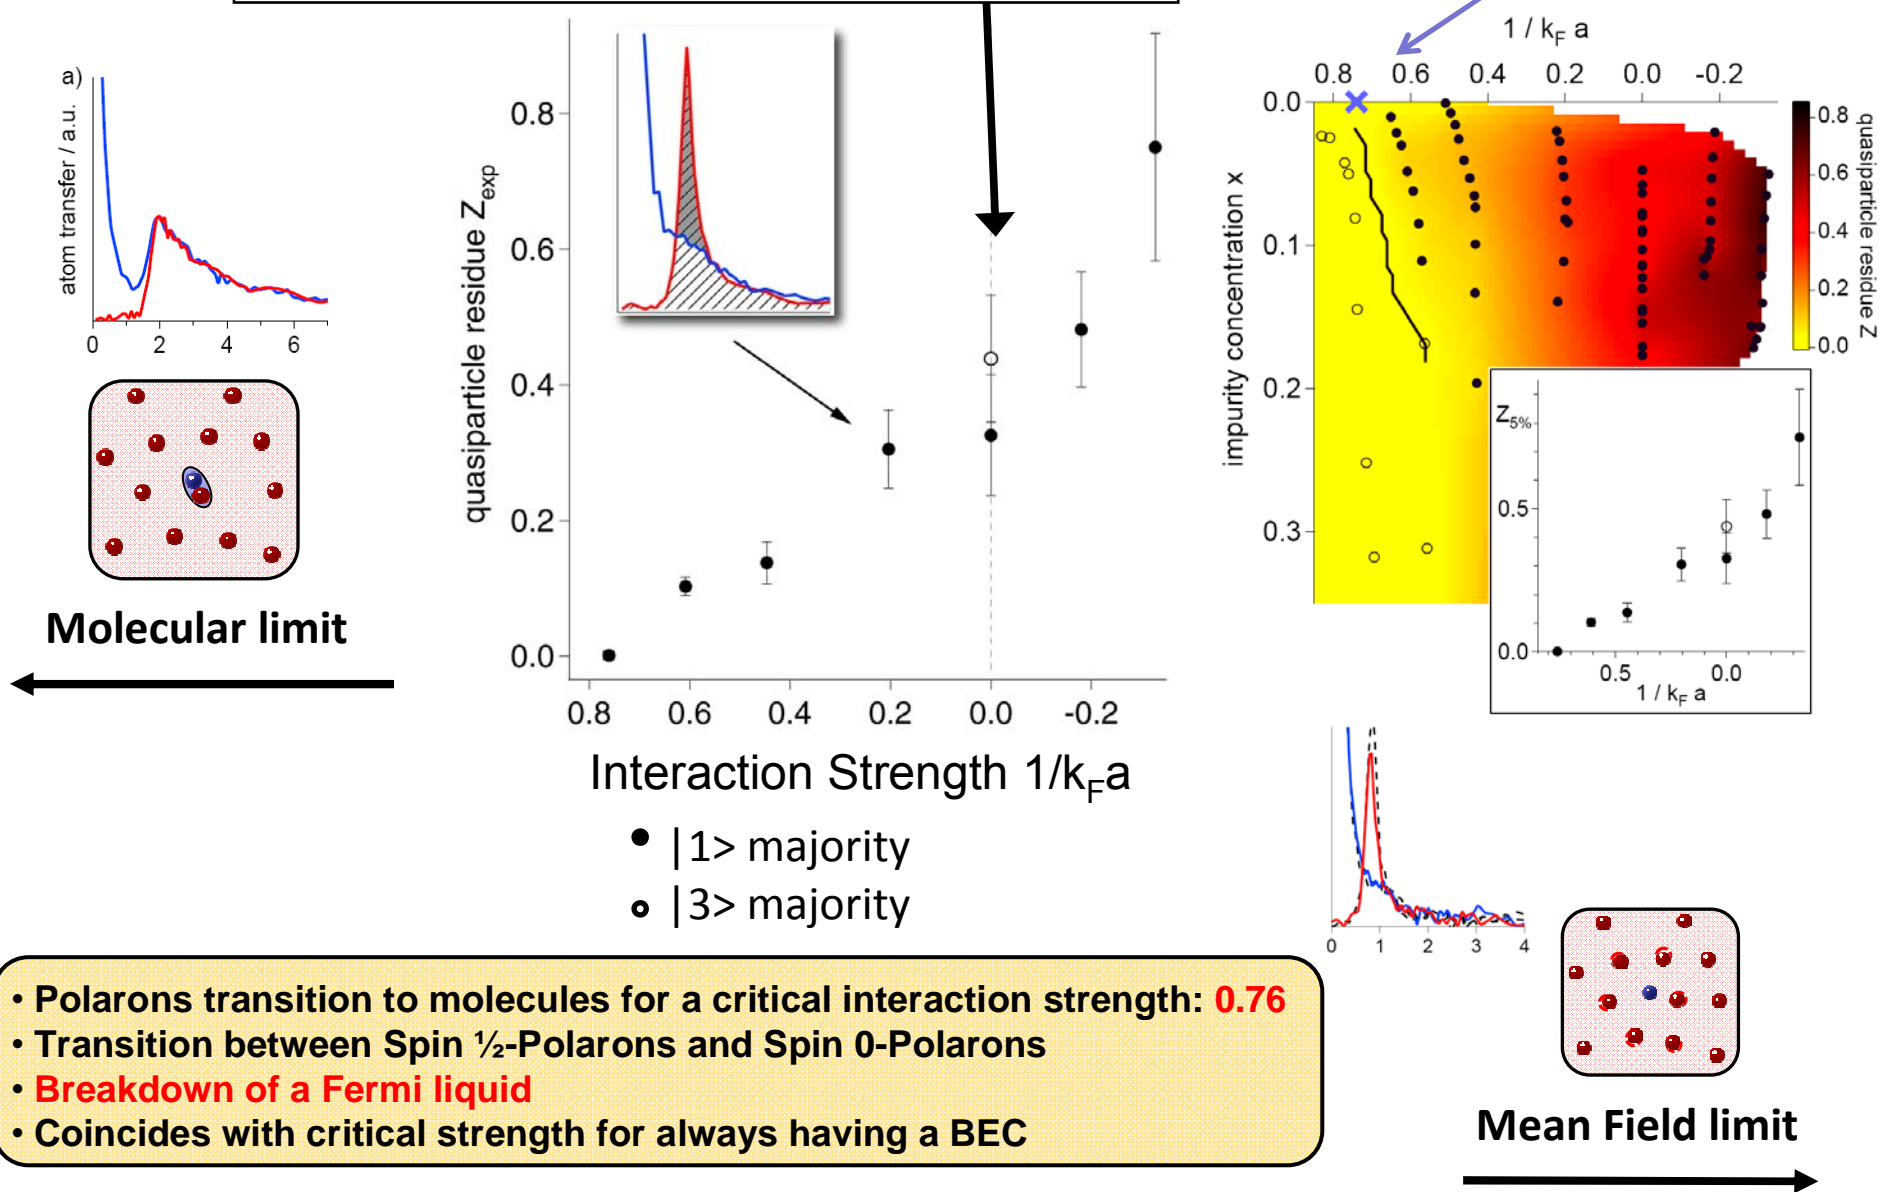 a)
atom transfer / a.u.
0 2 4 6
Molecular limit
quasiparticle residue Z_exp
0.8
0.6
0.4
0.2
0.0
0.8 0.6 0.4 0.2 0.0 -0.2
Interaction Strength 1/k_F a
● |1> majority
○ |3> majority
1 / k_F a
0.8 0.6 0.4 0.2 0.0 -0.2
impurity concentration x
0.0
0.1
0.2
0.3
0.8
0.6
0.4
0.2
0.0
quasiparticle residue Z
Z_5%
0.5
0.0
0.5 0.0
1 / k_F a
0 1 2 3 4
Mean Field limit
• Polarons transition to molecules for a critical interaction strength: 0.76
• Transition between Spin ½-Polarons and Spin 0-Polarons
• Breakdown of a Fermi liquid
• Coincides with critical strength for always having a BEC